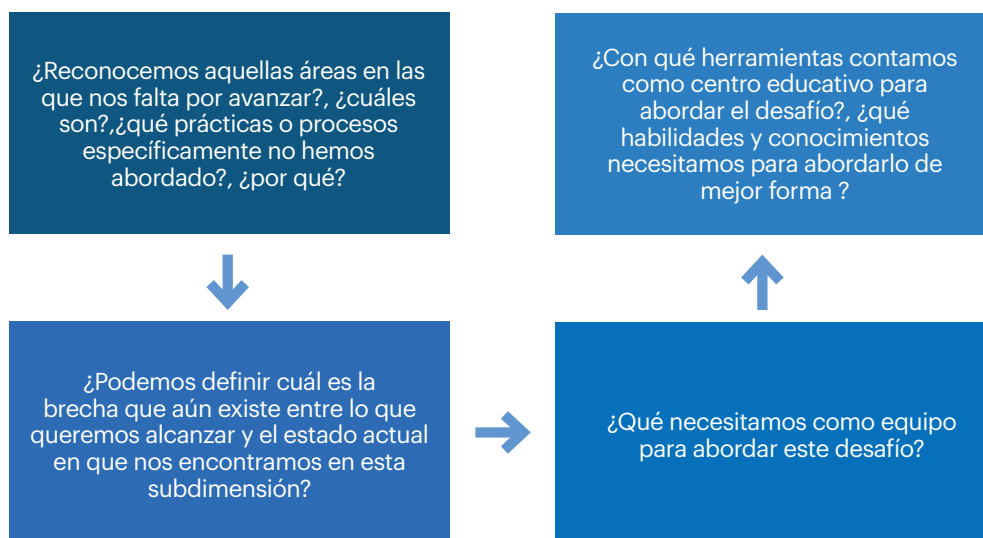 ¿Reconocemos aquellas áreas en las
que nos falta por avanzar?, ¿cuáles
son?,¿qué prácticas o procesos
específicamente no hemos
abordado?, ¿por qué?
¿Podemos definir cuál es la
brecha que aún existe entre lo que
queremos alcanzar y el estado actual
en que nos encontramos en esta
subdimensión?
¿Qué necesitamos como equipo
para abordar este desafío?
¿Con qué herramientas contamos
como centro educativo para
abordar el desafío?, ¿qué
habilidades y conocimientos
necesitamos para abordarlo de
mejor forma ?